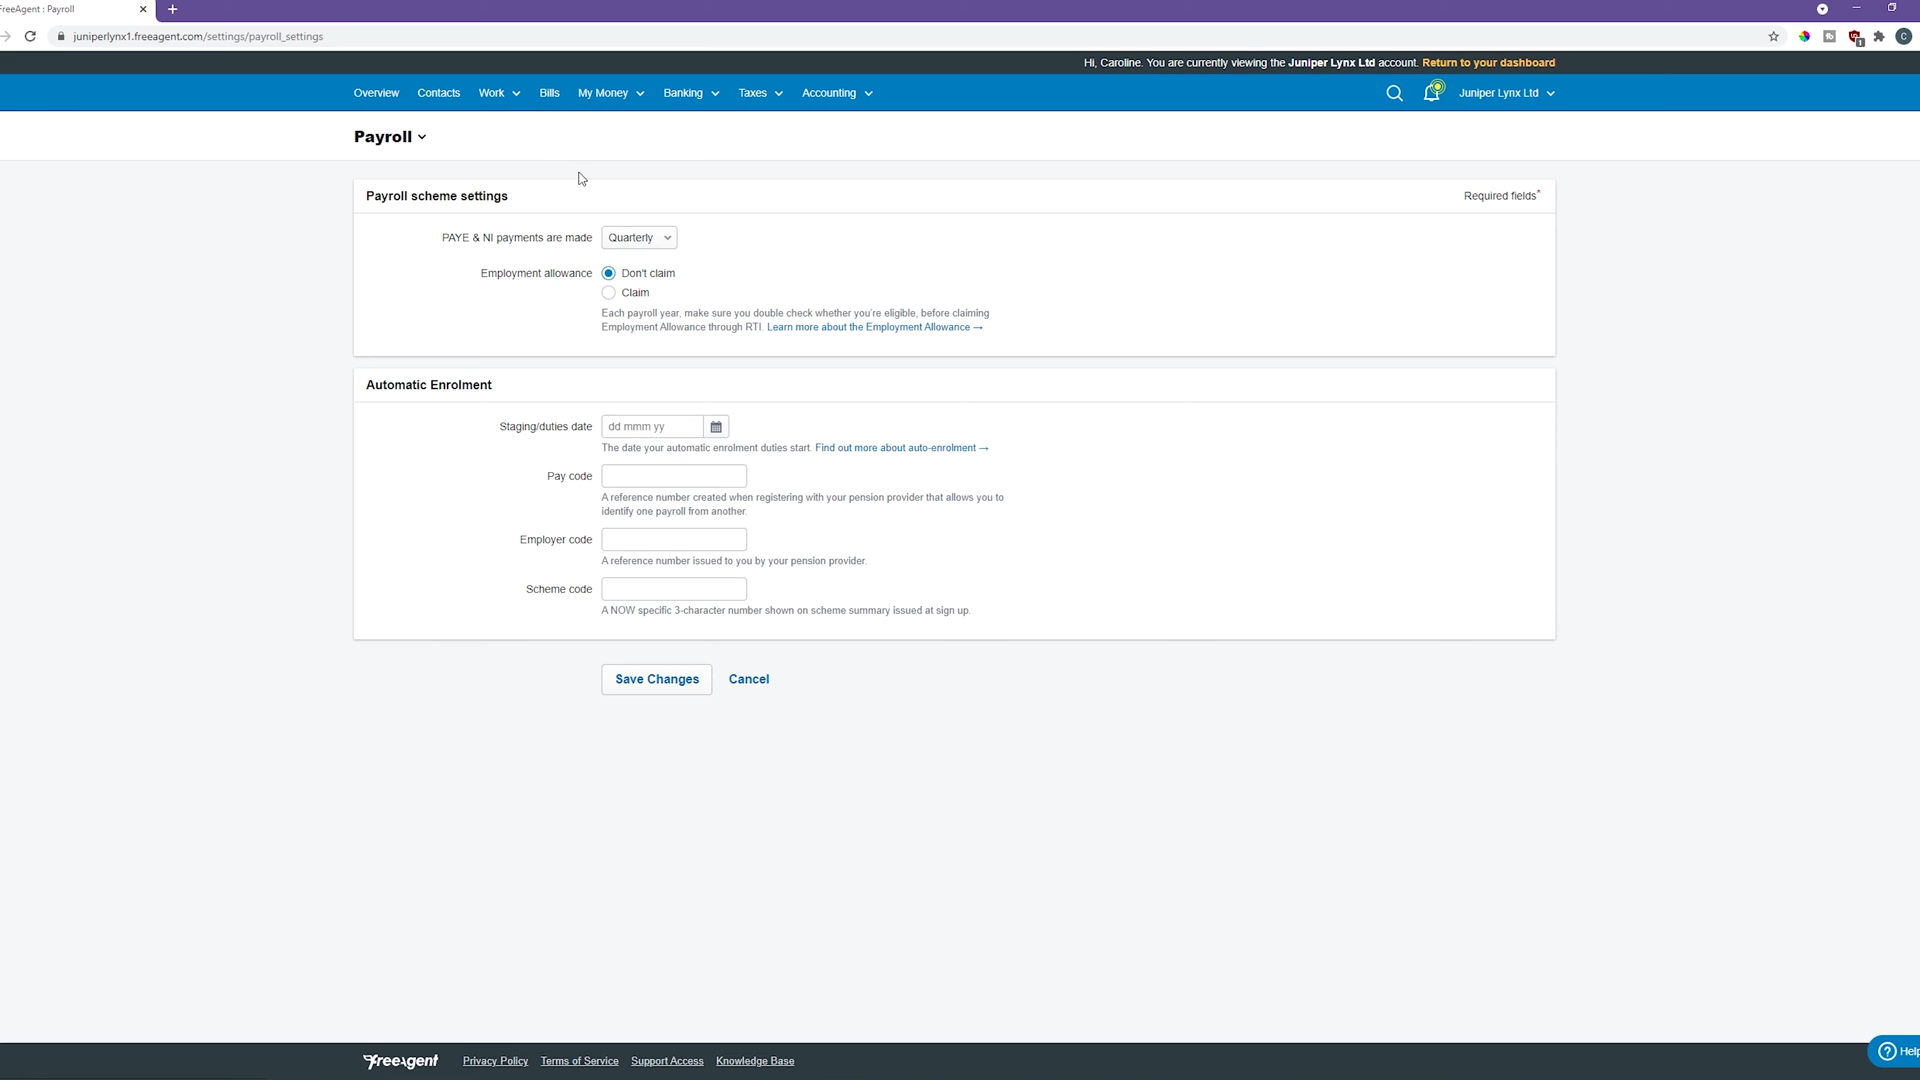 FreeAgent : Payroll
juniperlynx1.freeagent.com/settings/payroll_settings
Hi, Caroline. You are currently viewing the Juniper Lynx Ltd account. Return to your dashboard
Overview Contacts Work Bills My Money Banking Taxes Accounting Juniper Lynx Ltd
Payroll
Payroll scheme settings Required fields*
PAYE & NI payments are made Quarterly
Employment allowance Don't claim
Claim
Each payroll year, make sure you double check whether you're eligible, before claiming
Employment Allowance through RTI. Learn more about the Employment Allowance →
Automatic Enrolment
Staging/duties date dd mmm yy
The date your automatic enrolment duties start. Find out more about auto-enrolment →
Pay code
A reference number created when registering with your pension provider that allows you to
identify one payroll from another.
Employer code
A reference number issued to you by your pension provider.
Scheme code
A NOW specific 3-character number shown on scheme summary issued at sign up.
Save Changes Cancel
FreeAgent Privacy Policy Terms of Service Support Access Knowledge Base
Help